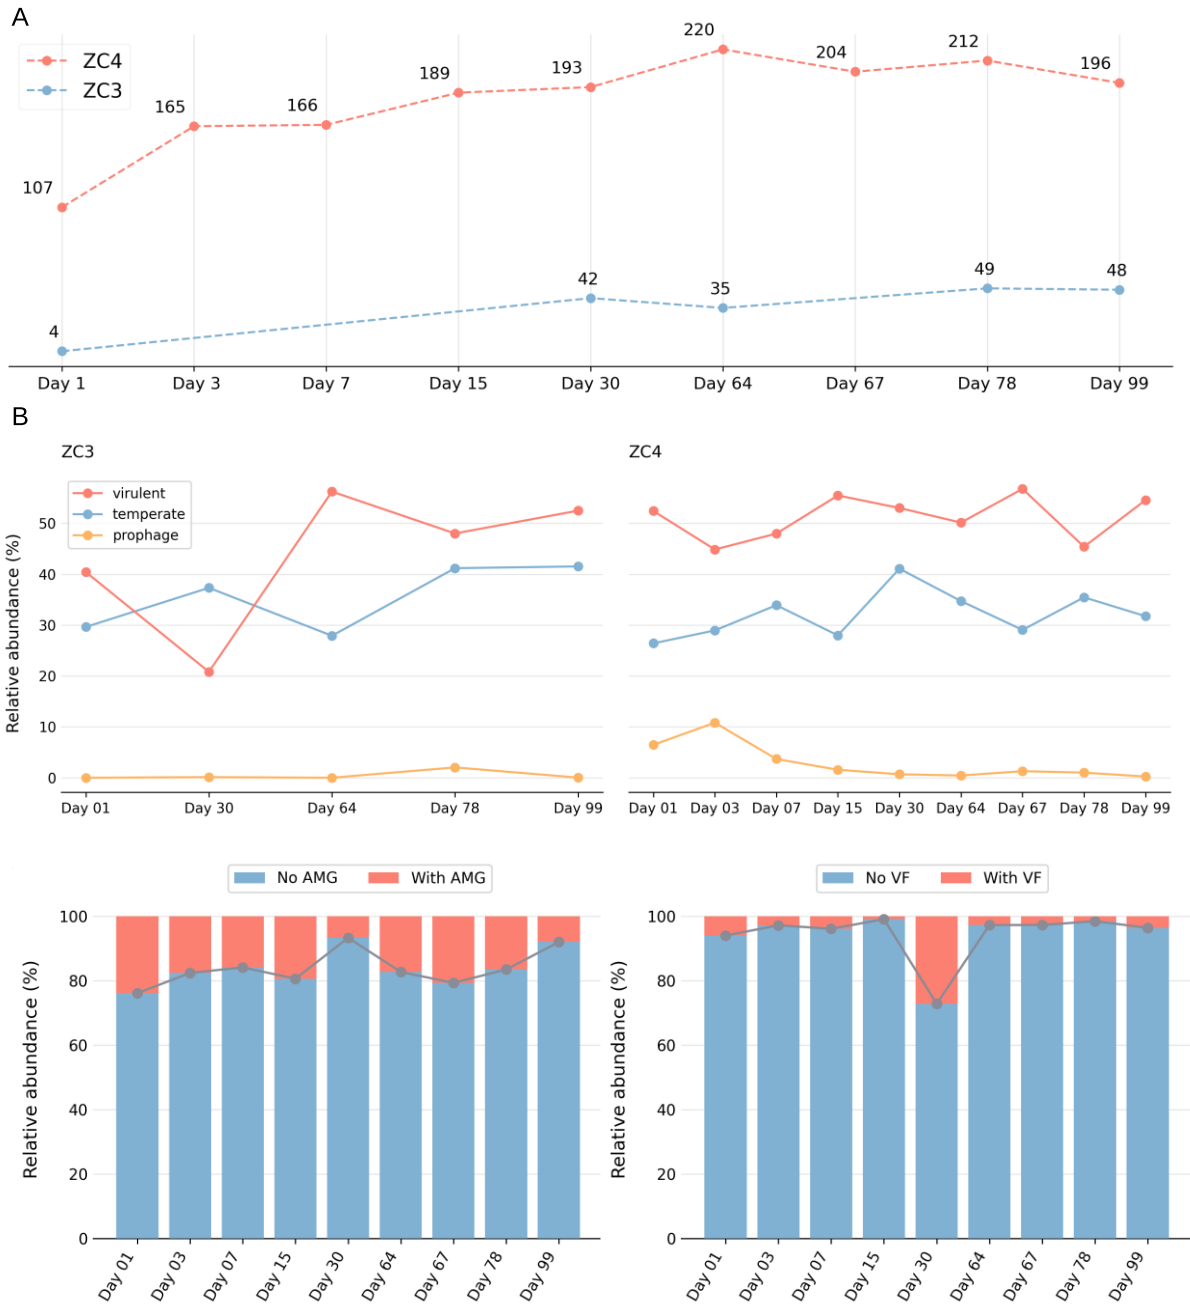 A
ZC4
ZC3
107
165
166
189
193
220
204
212
196
4
42
35
49
48
Day 1 Day 3 Day 7 Day 15 Day 30 Day 64 Day 67 Day 78 Day 99
B
ZC3
virulent
temperate
prophage
Relative abundance (%)
50
40
30
20
10
0
Day 01 Day 30 Day 64 Day 78 Day 99
ZC4
Day 01 Day 03 Day 07 Day 15 Day 30 Day 64 Day 67 Day 78 Day 99
No AMG With AMG
Relative abundance (%)
100
80
60
40
20
0
Day 01 Day 03 Day 07 Day 15 Day 30 Day 64 Day 67 Day 78 Day 99
No VF With VF
Relative abundance (%)
100
80
60
40
20
0
Day 01 Day 03 Day 07 Day 15 Day 30 Day 64 Day 67 Day 78 Day 99